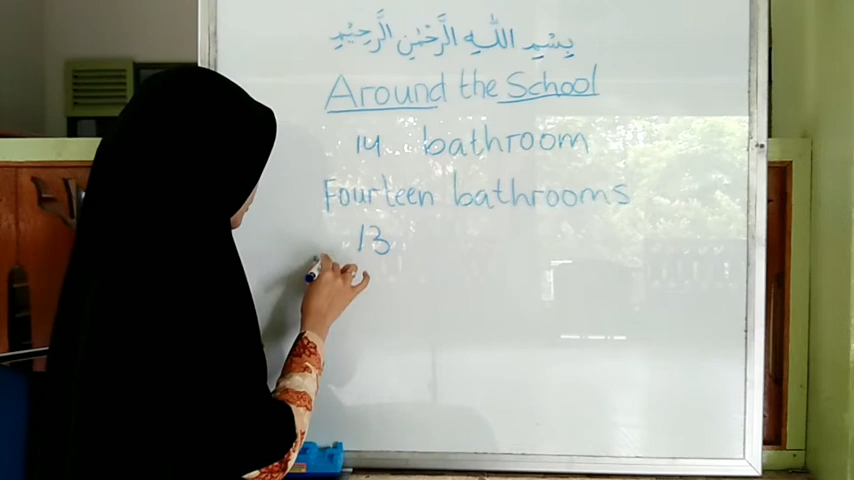 بِسْمِ اللّٰهِ الرَّحْمٰنِ الرَّحِيْمِ
Around the School
14 bathroom
Fourteen bathrooms
13